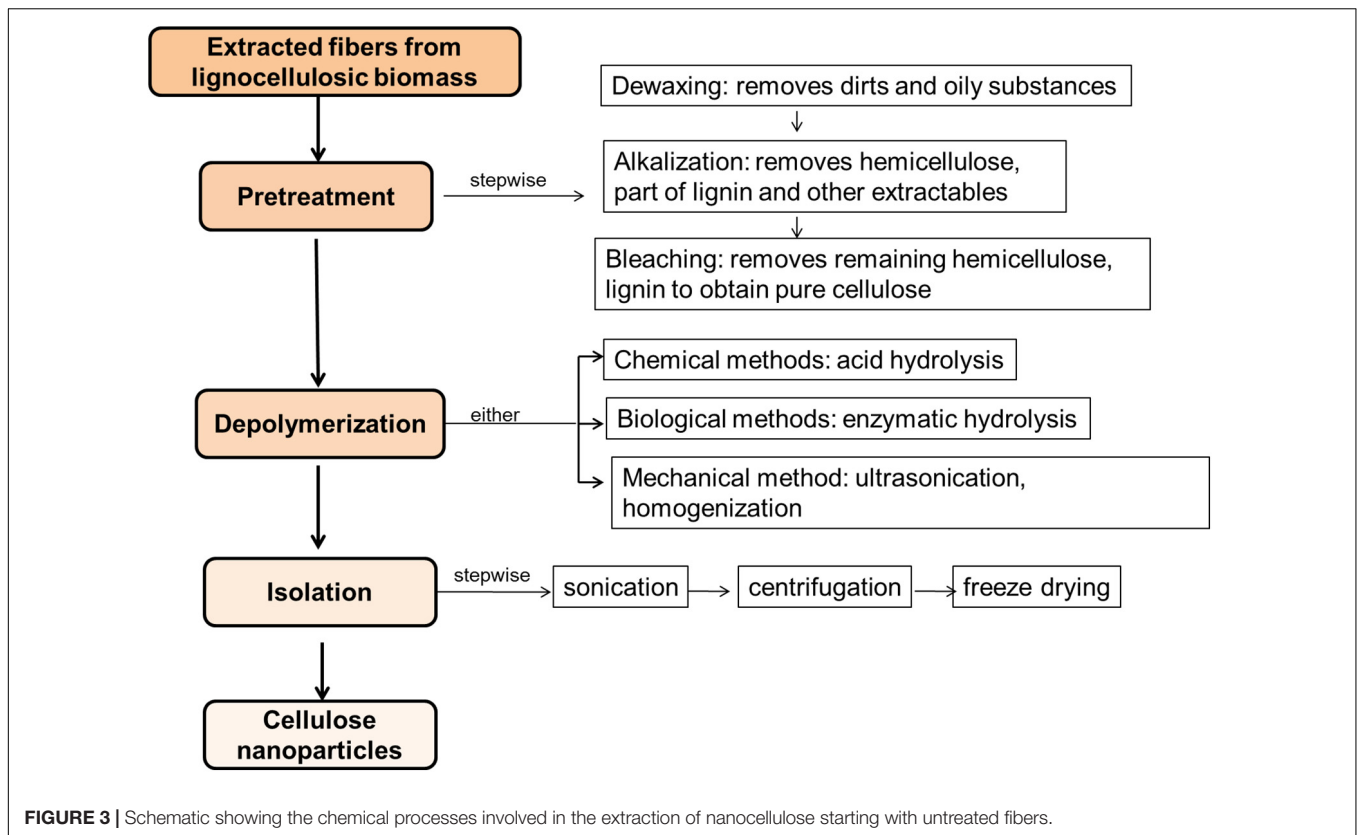 Extracted fibers from
lignocellulosic biomass
Dewaxing: removes dirts and oily substances
Pretreatment
stepwise
Alkalization: removes hemicellulose,
part of lignin and other extractables
Bleaching: removes remaining hemicellulose,
lignin to obtain pure cellulose
Depolymerization
either
Chemical methods: acid hydrolysis
Biological methods: enzymatic hydrolysis
Mechanical method: ultrasonication,
homogenization
Isolation
stepwise
sonication
centrifugation
freeze drying
Cellulose
nanoparticles
FIGURE 3 | Schematic showing the chemical processes involved in the extraction of nanocellulose starting with untreated fibers.